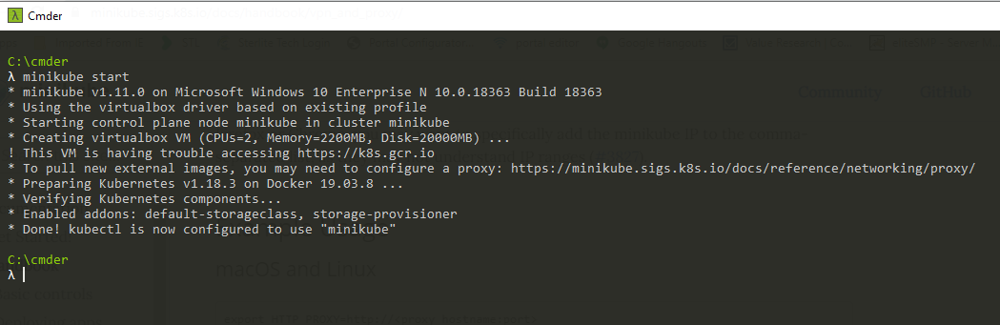 Cmder
C:\cmder
λ minikube start
* minikube v1.11.0 on Microsoft Windows 10 Enterprise N 10.0.18363 Build 18363
* Using the virtualbox driver based on existing profile
* Starting control plane node minikube in cluster minikube
* Creating virtualbox VM (CPUs=2, Memory=2200MB, Disk=20000MB) ...
! This VM is having trouble accessing https://k8s.gcr.io
* To pull new external images, you may need to configure a proxy: https://minikube.sigs.k8s.io/docs/reference/networking/proxy/
* Preparing Kubernetes v1.18.3 on Docker 19.03.8 ...
* Verifying Kubernetes components...
* Enabled addons: default-storageclass, storage-provisioner
* Done! kubectl is now configured to use "minikube"
C:\cmder
λ
Community GitHub
macOS and Linux